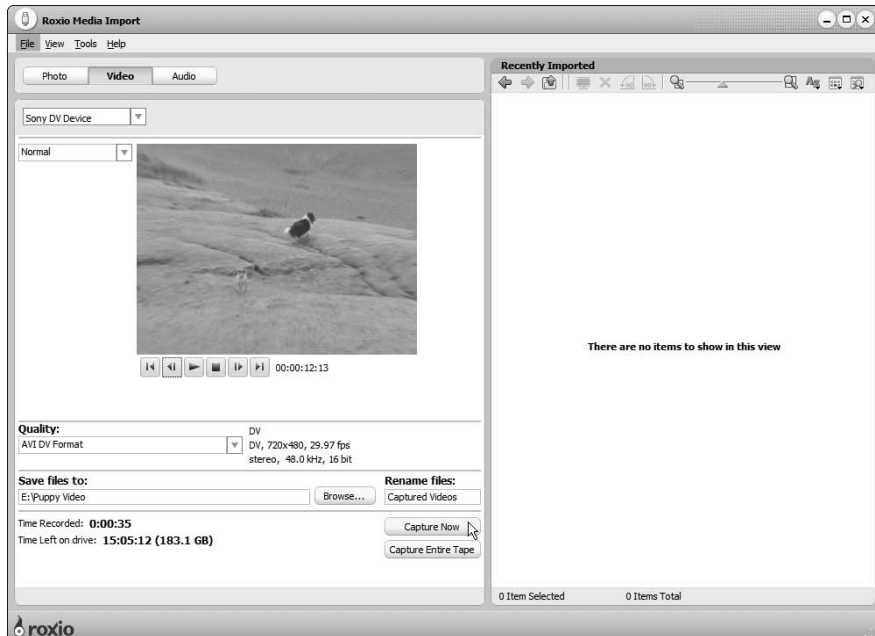 Roxio Media Import
File View Tools Help
Photo Video Audio
Sony DV Device
Normal
00:00:12:13
Quality:
AVI DV Format
DV
DV, 720x480, 29.97 fps
stereo, 48.0 kHz, 16 bit
Save files to:
E:\Puppy Video
Browse...
Rename files:
Captured Videos
Time Recorded: 0:00:35
Time Left on drive: 15:05:12 (183.1 GB)
Capture Now
Capture Entire Tape
Recently Imported
There are no items to show in this view
0 Item Selected 0 Items Total
roxio